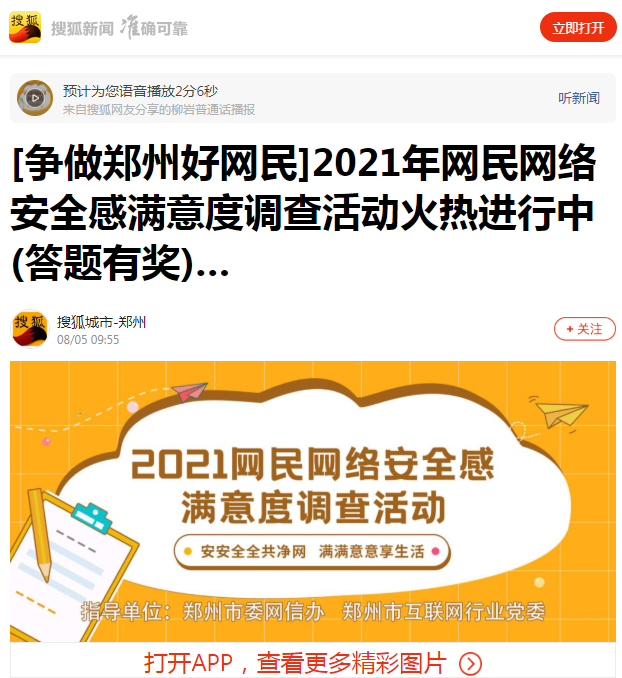 搜狐
搜狐新闻 准确可靠
立即打开
预计为您语音播放2分6秒
来自搜狐网友分享的柳岩普通话播报
听新闻
[争做郑州好网民]2021年网民网络
安全感满意度调查活动火热进行中
(答题有奖)...
搜狐
搜狐城市-郑州
08/05 09:55
+ 关注
2021网民网络安全感
满意度调查活动
安安全全共净网 满满意意享生活
指导单位：郑州市委网信办 郑州市互联网行业党委
打开APP，查看更多精彩图片